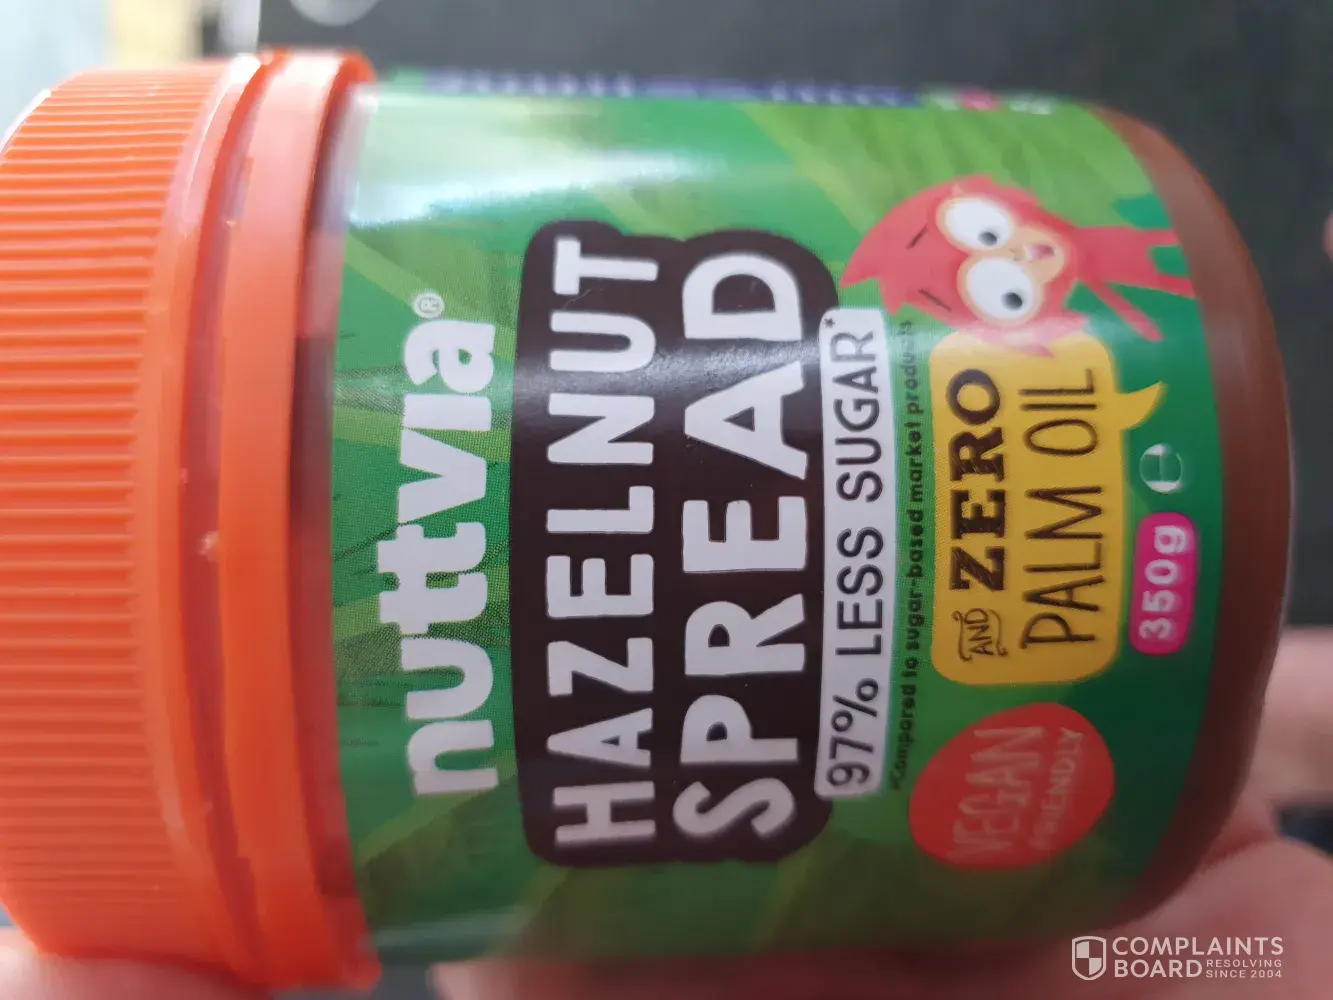 nuttvia®
HAZELNUT
SPREAD
97% LESS SUGAR*
*Compared to sugar-based market products
AND ZERO
PALM OIL
350g ℮
VEGAN
FRIENDLY
COMPLAINTS
BOARD RESOLVING
SINCE 2004